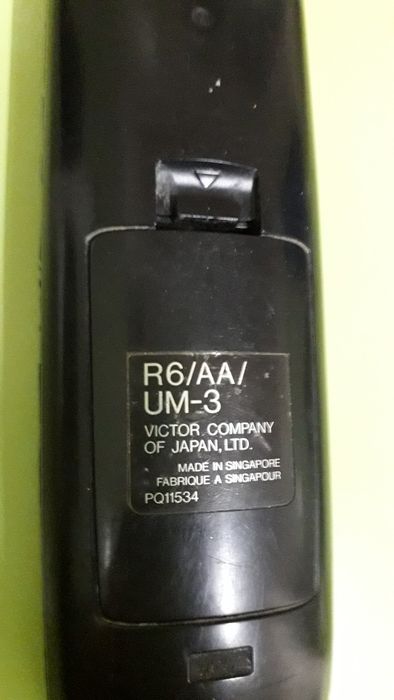 R6/AA/
UM-3
VICTOR COMPANY
OF JAPAN, LTD.
MADE IN SINGAPORE
FABRIQUE A SINGAPOUR
PQ11534